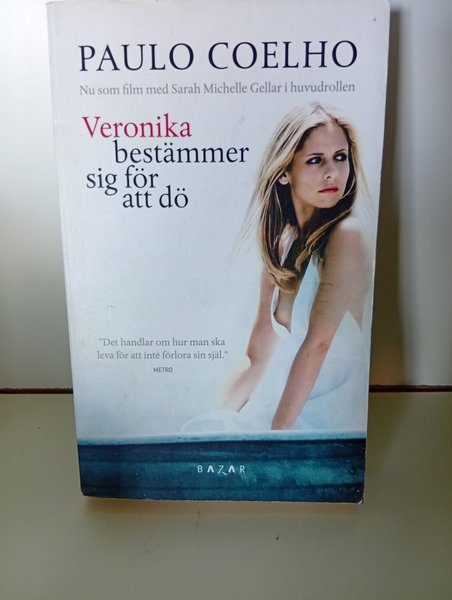 PAULO COELHO
Nu som film med Sarah Michelle Gellar i huvudrollen
Veronika
bestämmer
sig för
att dö
"Det handlar om hur man ska
leva för att inte förlora sin själ."
METRO
BAZAR